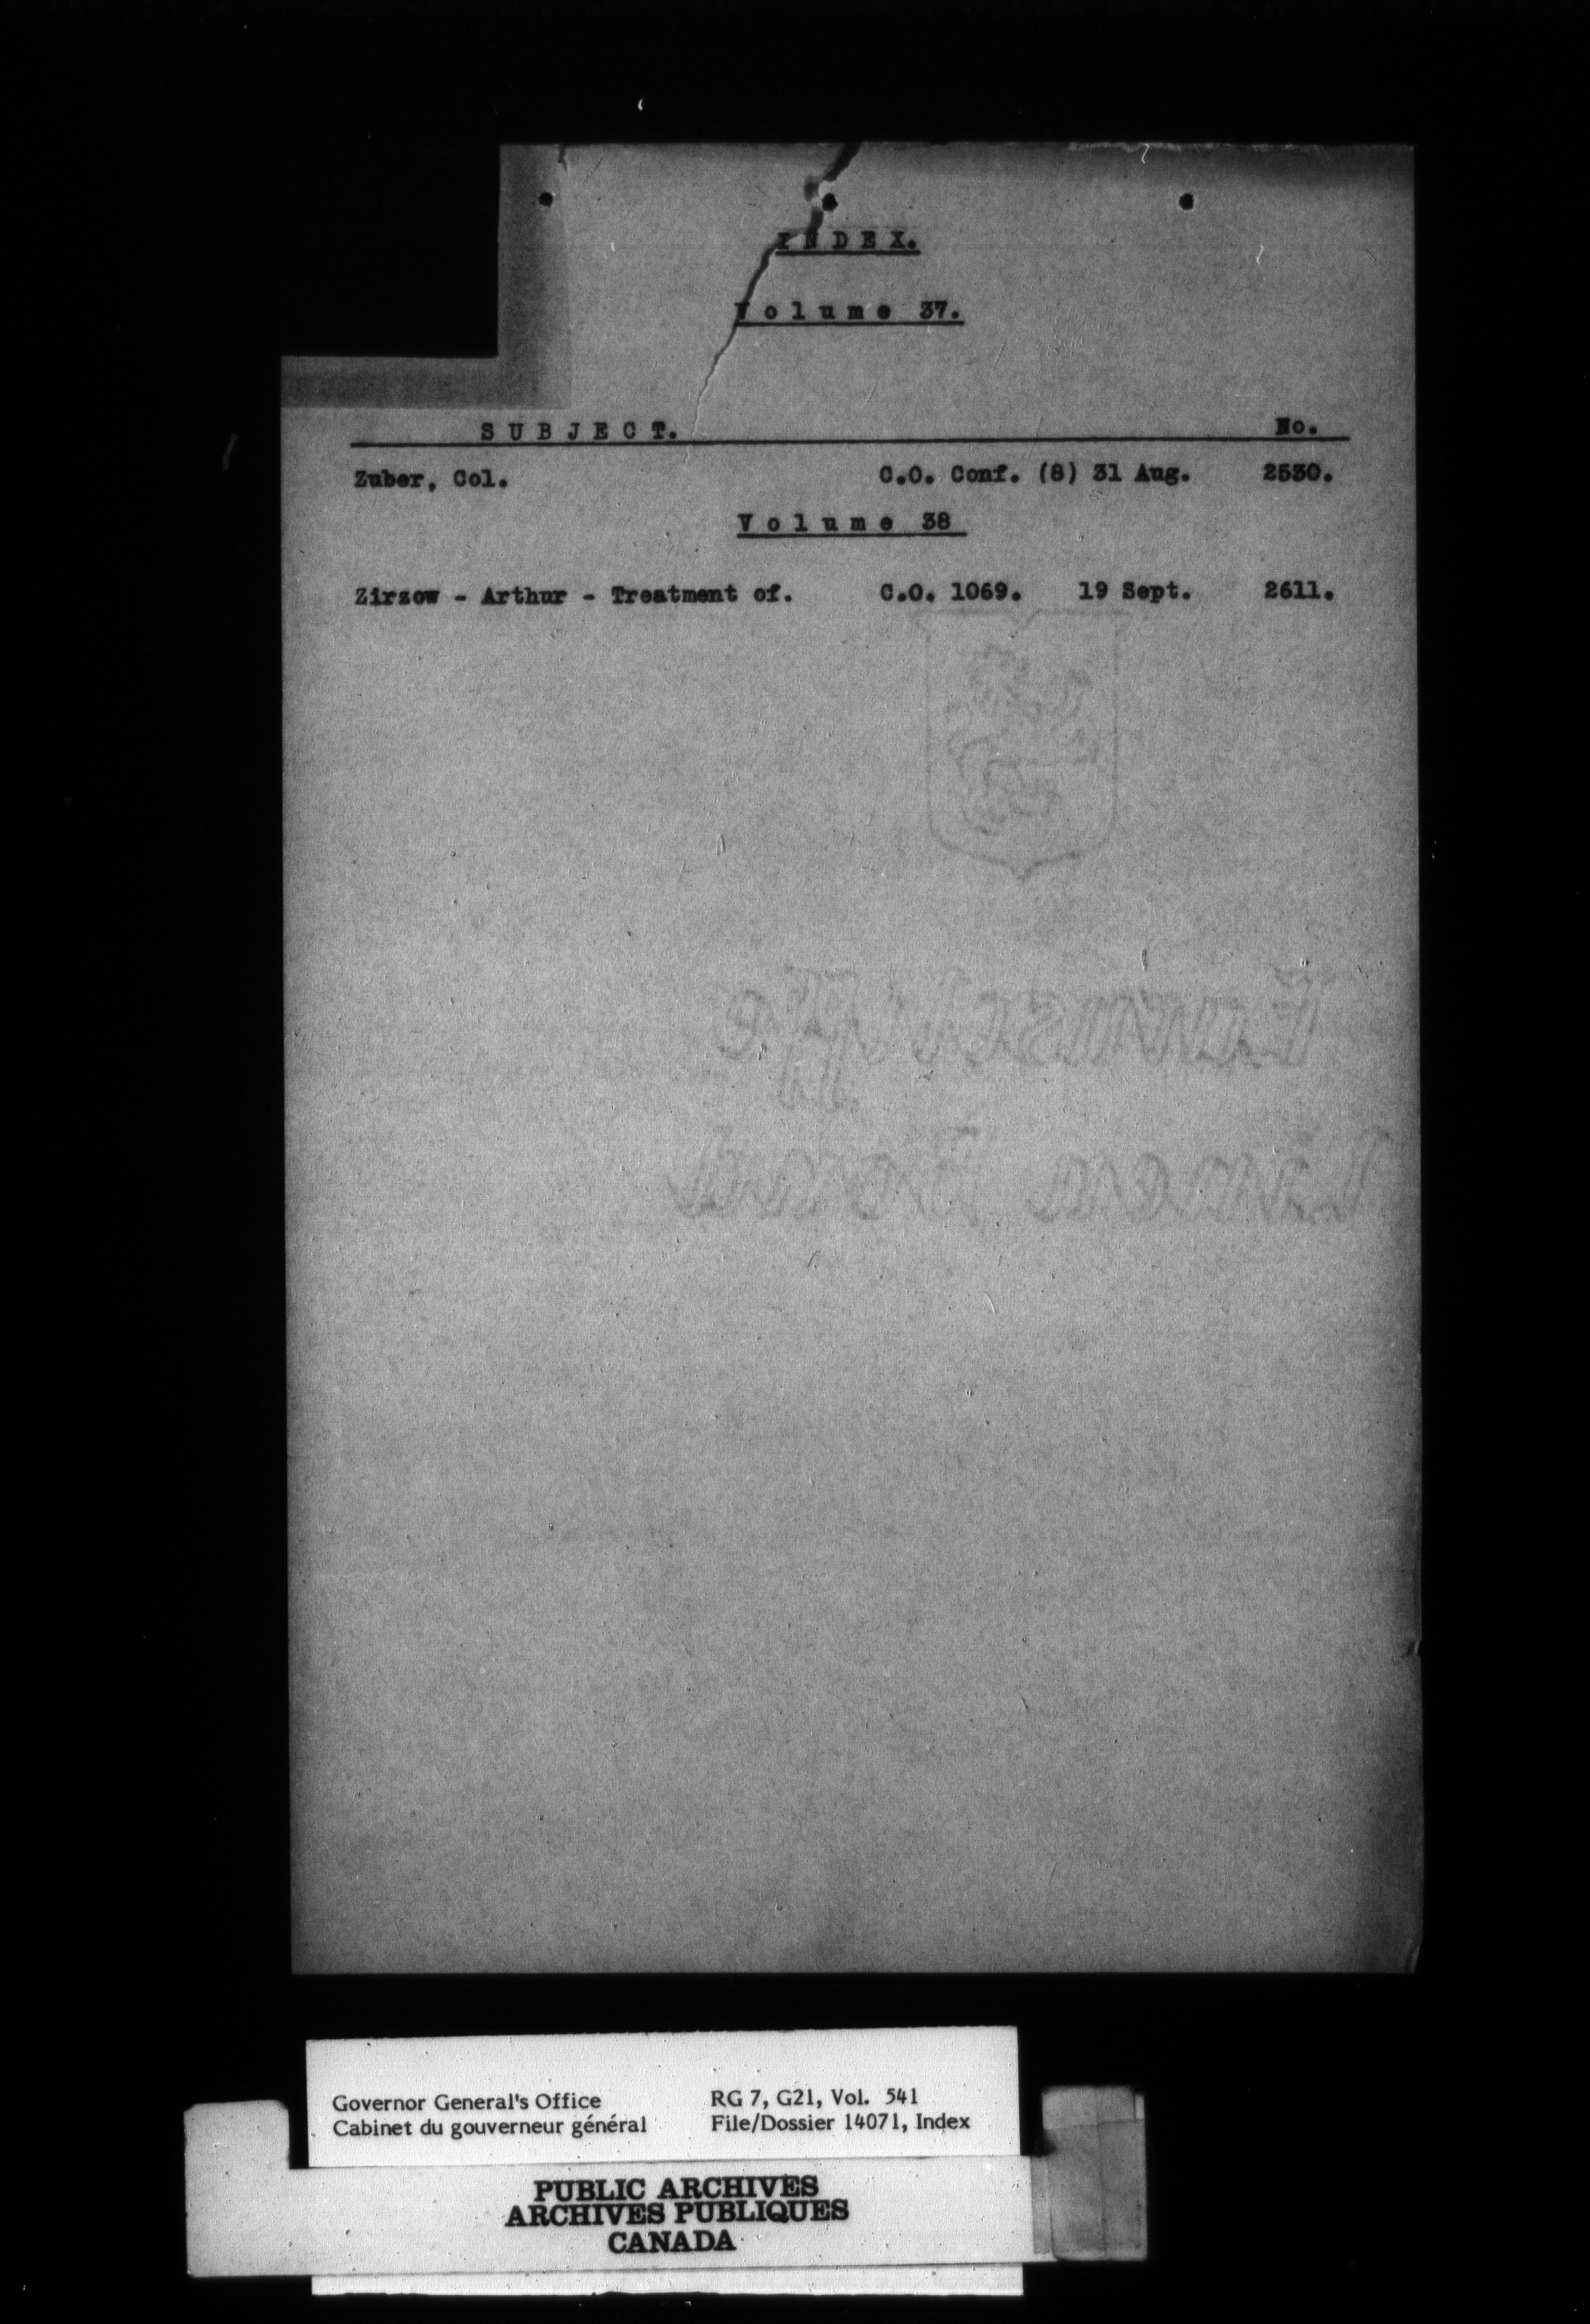 INDEX.
Volume 37.
SUBJECT. No.
Zuber, Col. C.O. Conf. (8) 31 Aug. 2530.
Volume 38
Zirzow - Arthur - Treatment of. C.O. 1069. 19 Sept. 2611.
Governor General's Office RG 7, G21, Vol. 541
Cabinet du gouverneur général File/Dossier 14071, Index
PUBLIC ARCHIVES
ARCHIVES PUBLIQUES
CANADA